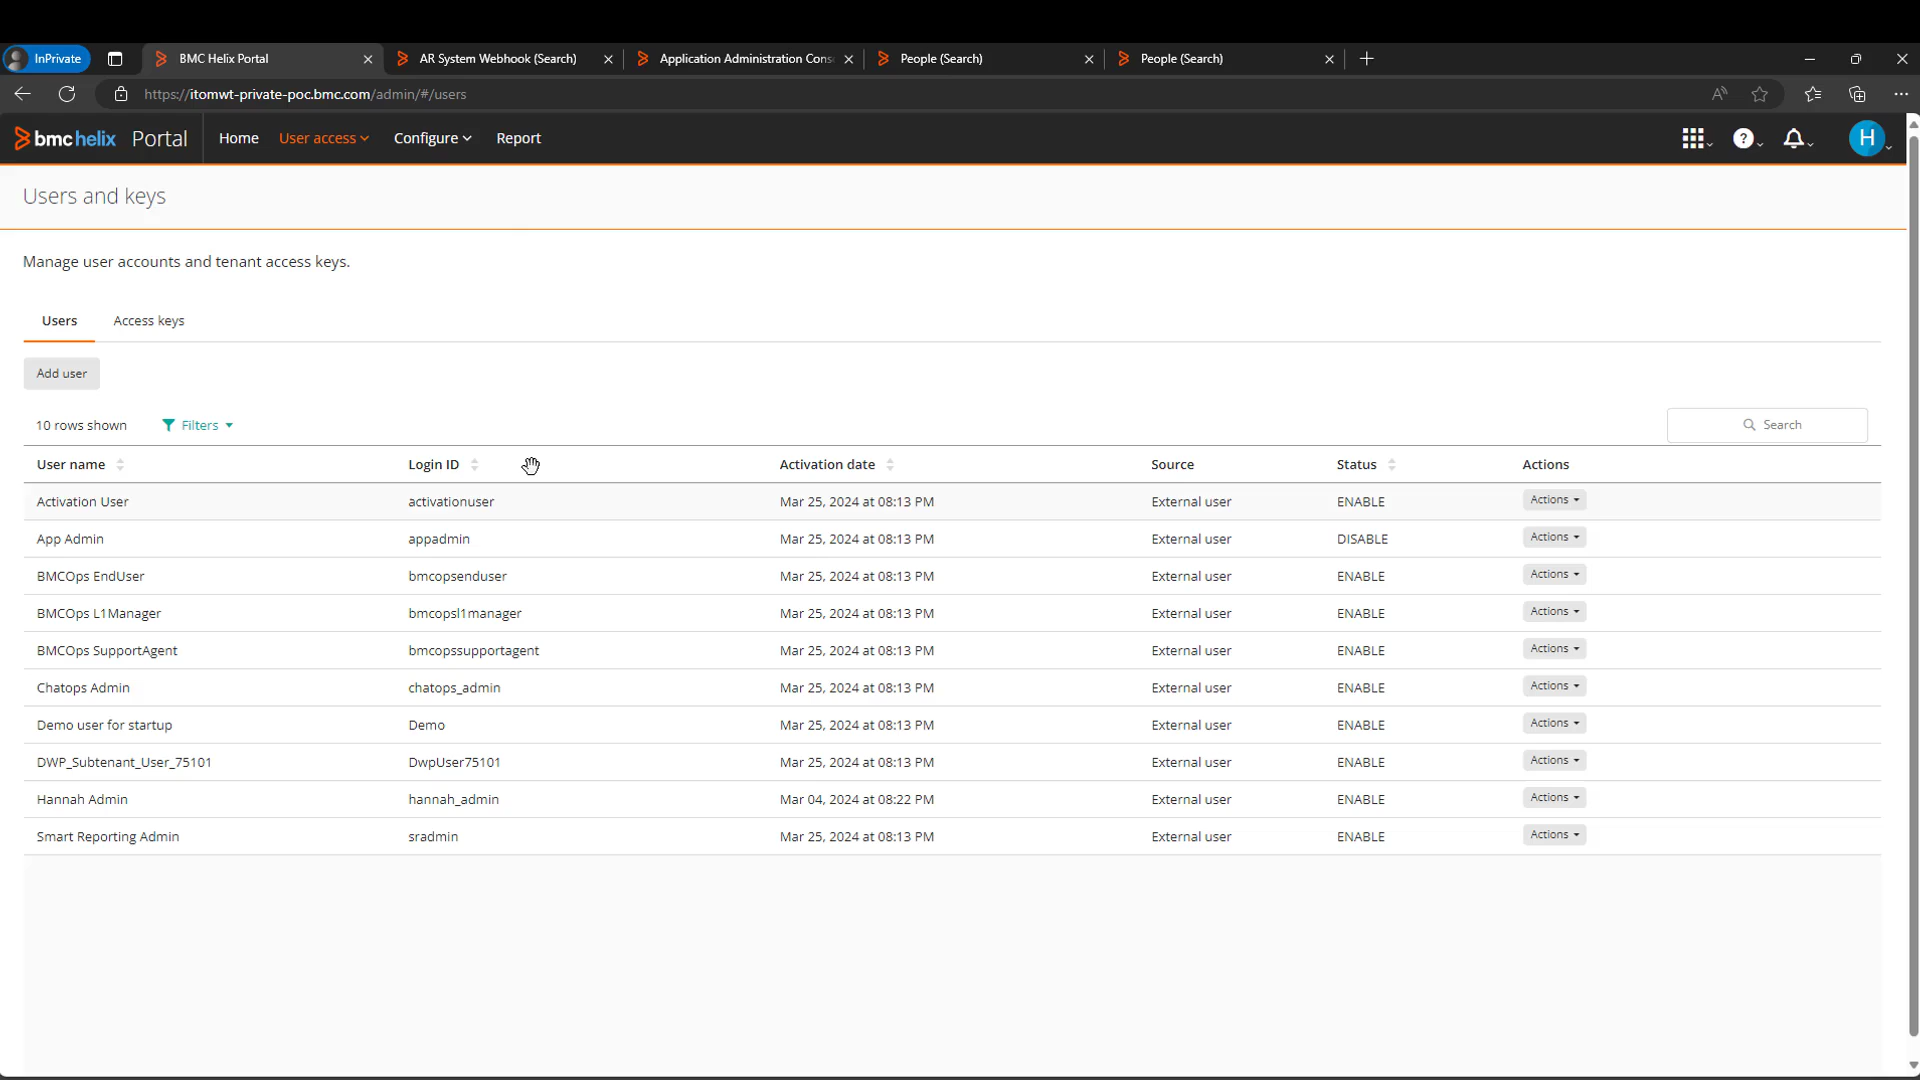 InPrivate BMC Helix Portal AR System Webhook (Search) Application Administration Cons People (Search) People (Search)
https://itomwt-private-poc.bmc.com/admin/#/users
bmchelix Portal Home User access Configure Report ? H
Users and keys
Manage user accounts and tenant access keys.
Users Access keys
Add user
10 rows shown Filters Search
User name Login ID Activation date Source Status Actions
Activation User activationuser Mar 25, 2024 at 08:13 PM External user ENABLE Actions
App Admin appadmin Mar 25, 2024 at 08:13 PM External user DISABLE Actions
BMCOps EndUser bmcopsenduser Mar 25, 2024 at 08:13 PM External user ENABLE Actions
BMCOps L1Manager bmcopsl1manager Mar 25, 2024 at 08:13 PM External user ENABLE Actions
BMCOps SupportAgent bmcopssupportagent Mar 25, 2024 at 08:13 PM External user ENABLE Actions
Chatops Admin chatops_admin Mar 25, 2024 at 08:13 PM External user ENABLE Actions
Demo user for startup Demo Mar 25, 2024 at 08:13 PM External user ENABLE Actions
DWP_Subtenant_User_75101 DwpUser75101 Mar 25, 2024 at 08:13 PM External user ENABLE Actions
Hannah Admin hannah_admin Mar 04, 2024 at 08:22 PM External user ENABLE Actions
Smart Reporting Admin sradmin Mar 25, 2024 at 08:13 PM External user ENABLE Actions